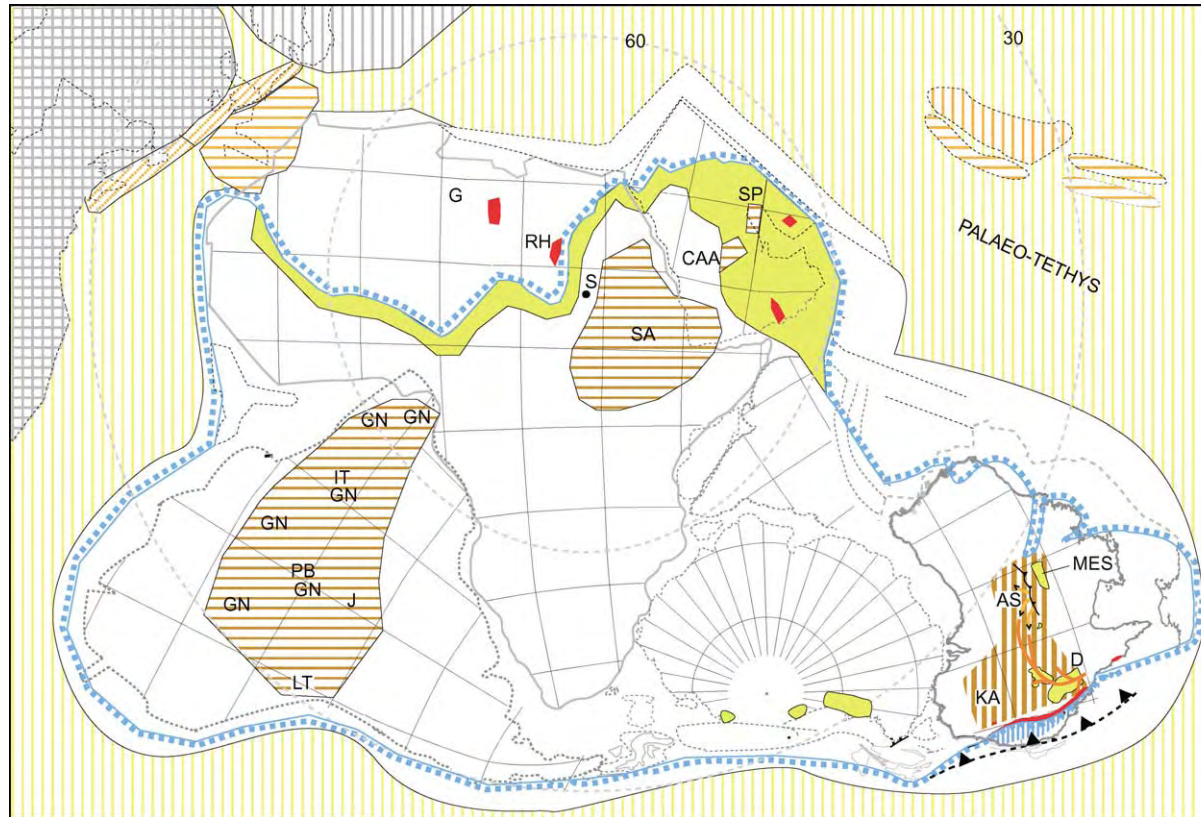 60
30
G
SP
RH
CAA
PALAEO-TETHYS
S
SA
GN
GN
IT
GN
GN
MES
PB
AS
GN
GN
J
D
LT
KA